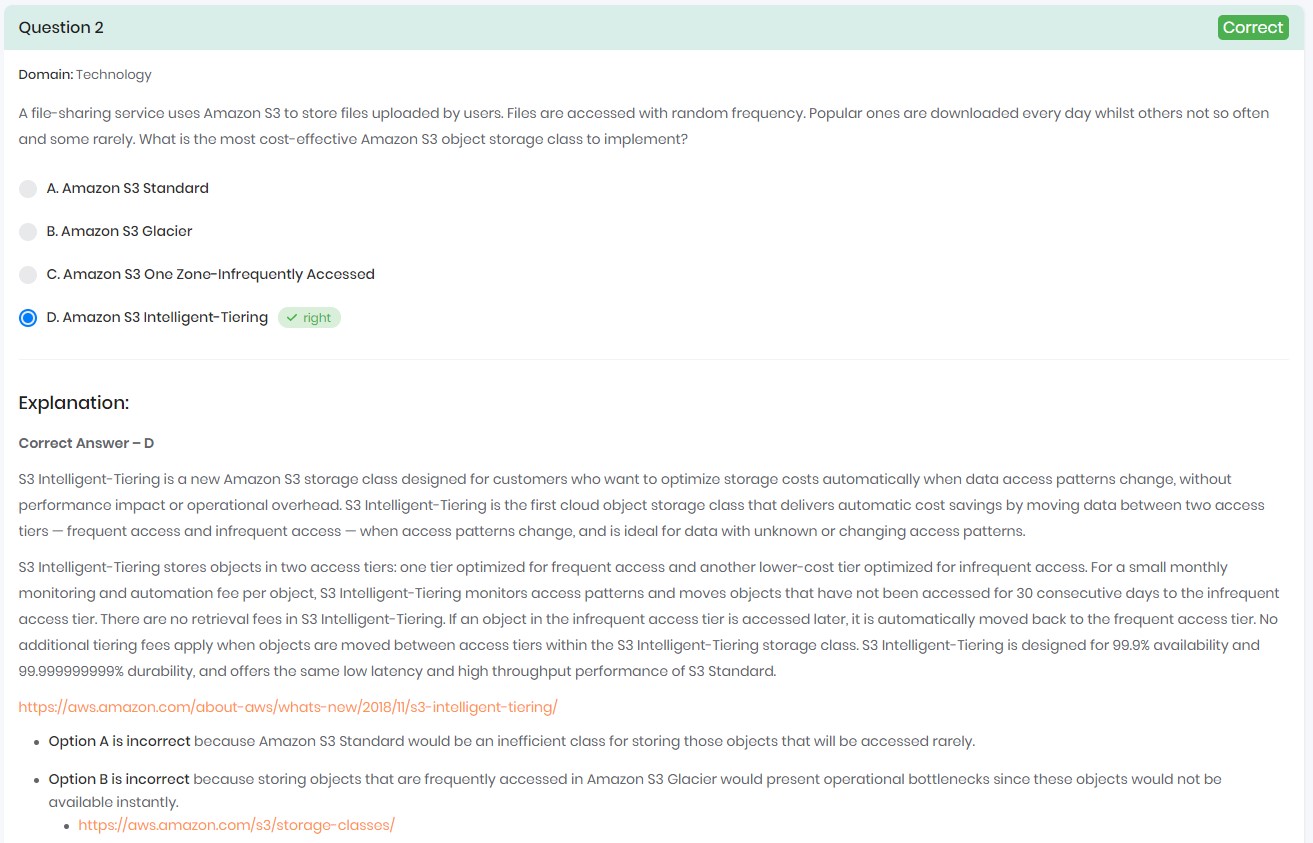 Question 2
Correct
Domain: Technology
A file-sharing service uses Amazon S3 to store files uploaded by users. Files are accessed with random frequency. Popular ones are downloaded every day whilst others not so often
and some rarely. What is the most cost-effective Amazon S3 object storage class to implement?
A. Amazon S3 Standard
B. Amazon S3 Glacier
C. Amazon S3 One Zone-Infrequently Accessed
D. Amazon S3 Intelligent-Tiering ✓ right
Explanation:
Correct Answer – D
S3 Intelligent-Tiering is a new Amazon S3 storage class designed for customers who want to optimize storage costs automatically when data access patterns change, without
performance impact or operational overhead. S3 Intelligent-Tiering is the first cloud object storage class that delivers automatic cost savings by moving data between two access
tiers — frequent access and infrequent access — when access patterns change, and is ideal for data with unknown or changing access patterns.
S3 Intelligent-Tiering stores objects in two access tiers: one tier optimized for frequent access and another lower-cost tier optimized for infrequent access. For a small monthly
monitoring and automation fee per object, S3 Intelligent-Tiering monitors access patterns and moves objects that have not been accessed for 30 consecutive days to the infrequent
access tier. There are no retrieval fees in S3 Intelligent-Tiering. If an object in the infrequent access tier is accessed later, it is automatically moved back to the frequent access tier. No
additional tiering fees apply when objects are moved between access tiers within the S3 Intelligent-Tiering storage class. S3 Intelligent-Tiering is designed for 99.9% availability and
99.999999999% durability, and offers the same low latency and high throughput performance of S3 Standard.
https://aws.amazon.com/about-aws/whats-new/2018/11/s3-intelligent-tiering/
• Option A is incorrect because Amazon S3 Standard would be an inefficient class for storing those objects that will be accessed rarely.
• Option B is incorrect because storing objects that are frequently accessed in Amazon S3 Glacier would present operational bottlenecks since these objects would not be
available instantly.
• https://aws.amazon.com/s3/storage-classes/